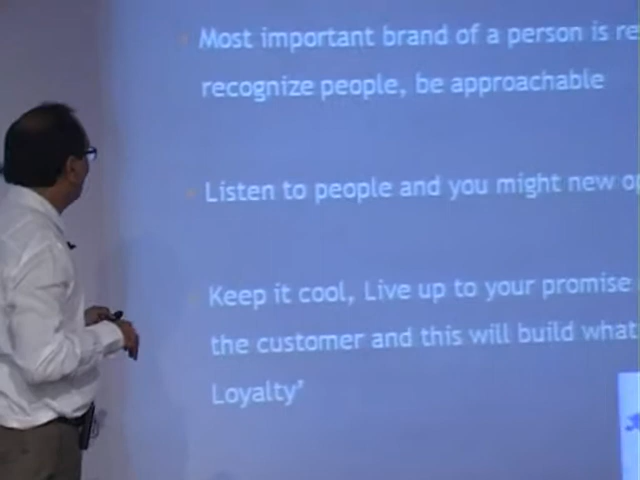 Most important brand of a person is re
recognize people, be approachable
Listen to people and you might new op
Keep it cool, Live up to your promise
the customer and this will build what
Loyalty'